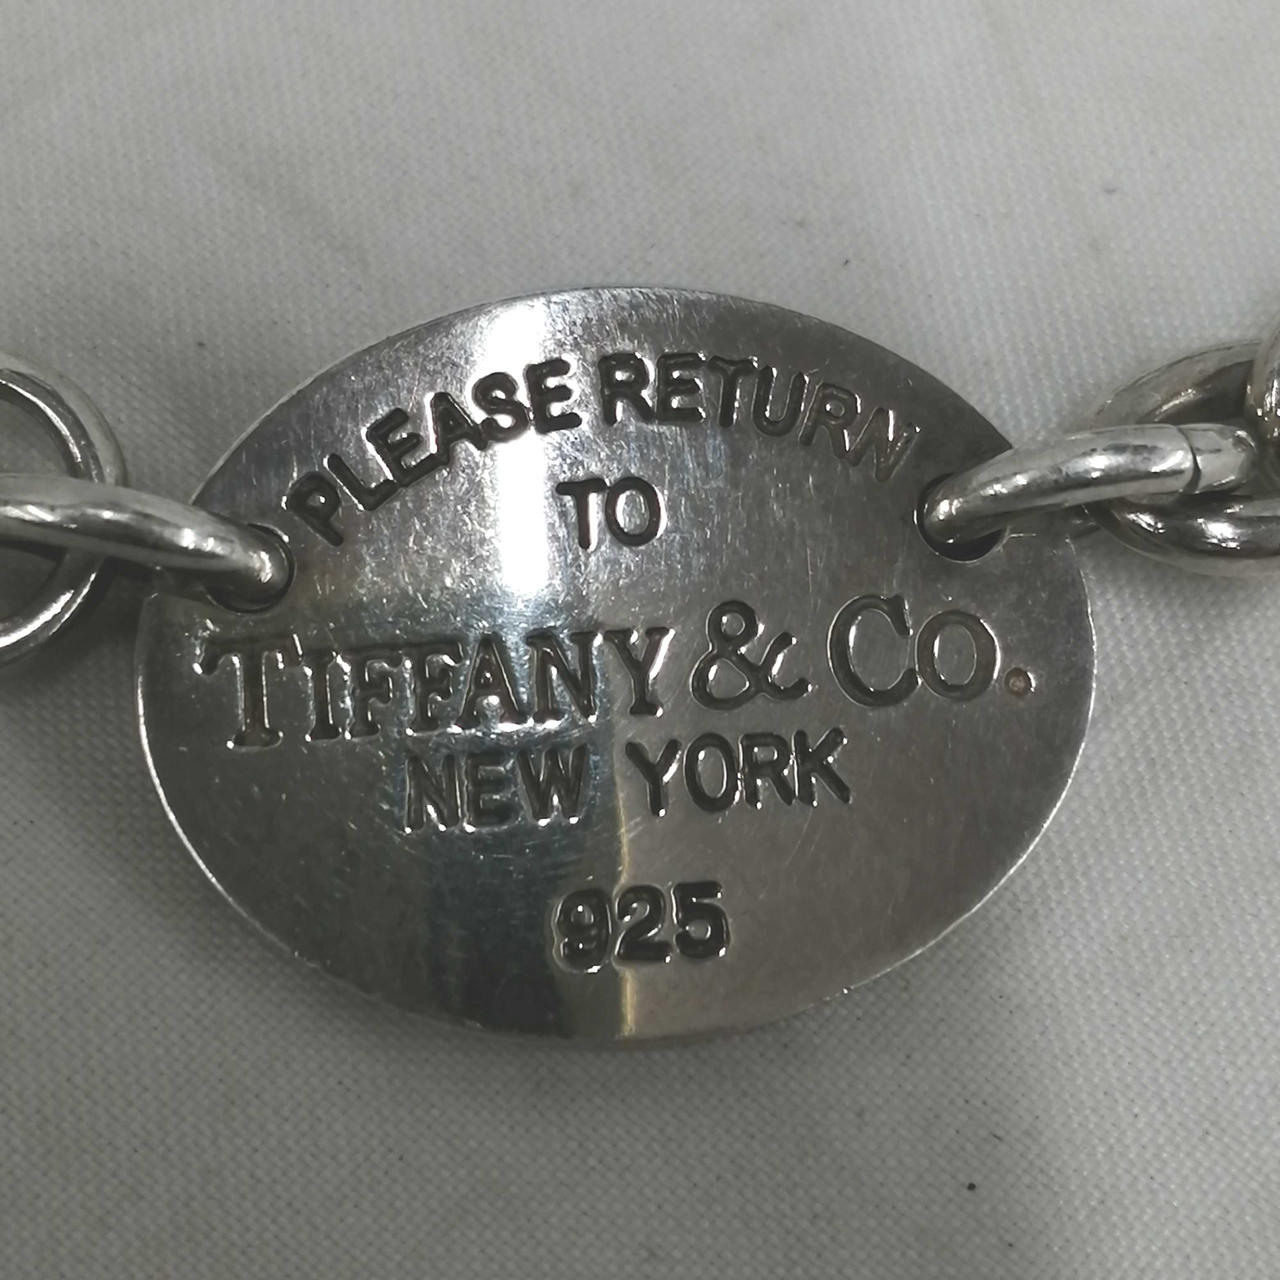 PLEASE RETURN
TO
TIFFANY & CO.
NEW YORK
925